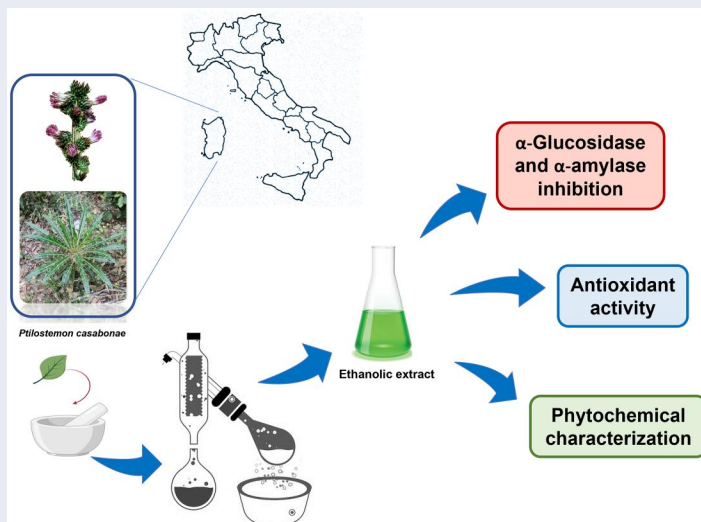 Ptilostemon casabonae
Ethanolic extract
α-Glucosidase
and α-amylase
inhibition
Antioxidant
activity
Phytochemical
characterization